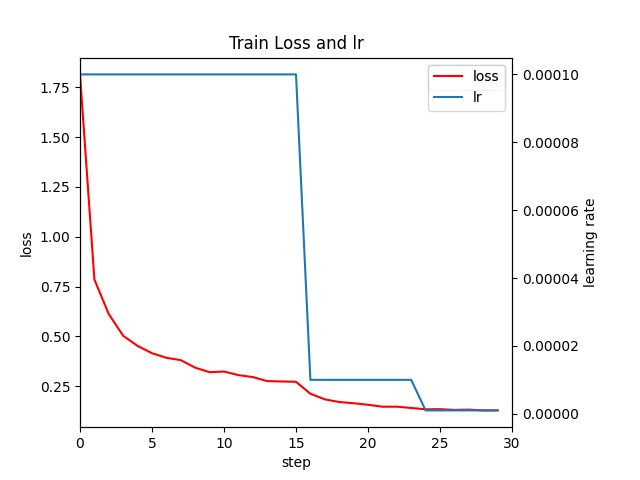 Train Loss and lr
loss
lr
1.75
1.50
1.25
1.00
0.75
0.50
0.25
loss
0.00010
0.00008
0.00006
0.00004
0.00002
0.00000
learning rate
0 5 10 15 20 25 30
step